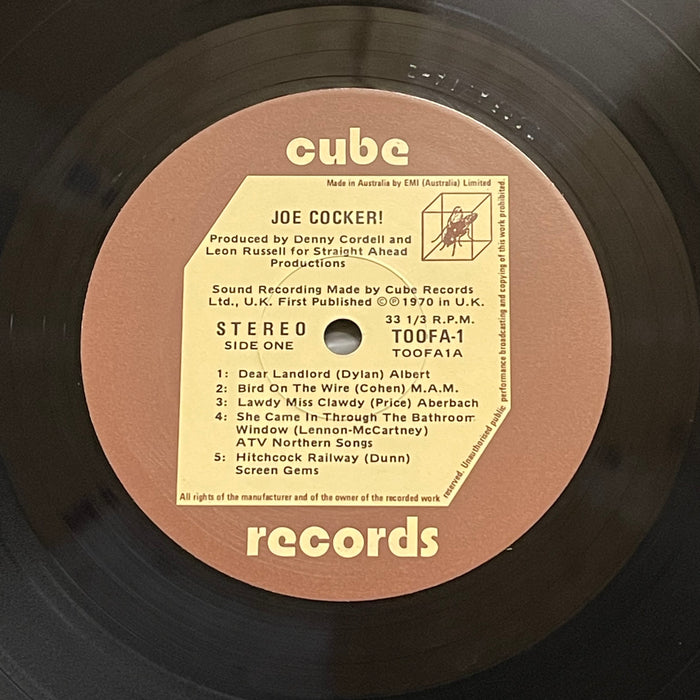 cube
Made in Australia by EMI (Australia) Limited
JOE COCKER!
Produced by Denny Cordell and
Leon Russell for Straight Ahead
Productions
Sound Recording Made by Cube Records
Ltd., U.K. First Published ©℗1970 in U.K.
STEREO
SIDE ONE
33 1/3 R.P.M.
TOOFA-1
TOOFA1A
1: Dear Landlord (Dylan) Albert
2: Bird On The Wire (Cohen) M.A.M.
3: Lawdy Miss Clawdy (Price) Aberbach
4: She Came In Through The Bathroom
Window (Lennon-McCartney)
ATV Northern Songs
5: Hitchcock Railway (Dunn)
Screen Gems
All rights of the manufacturer and of the owner of the recorded work
reserved. Unauthorised public
performance broadcasting and copying of this work prohibited.
records